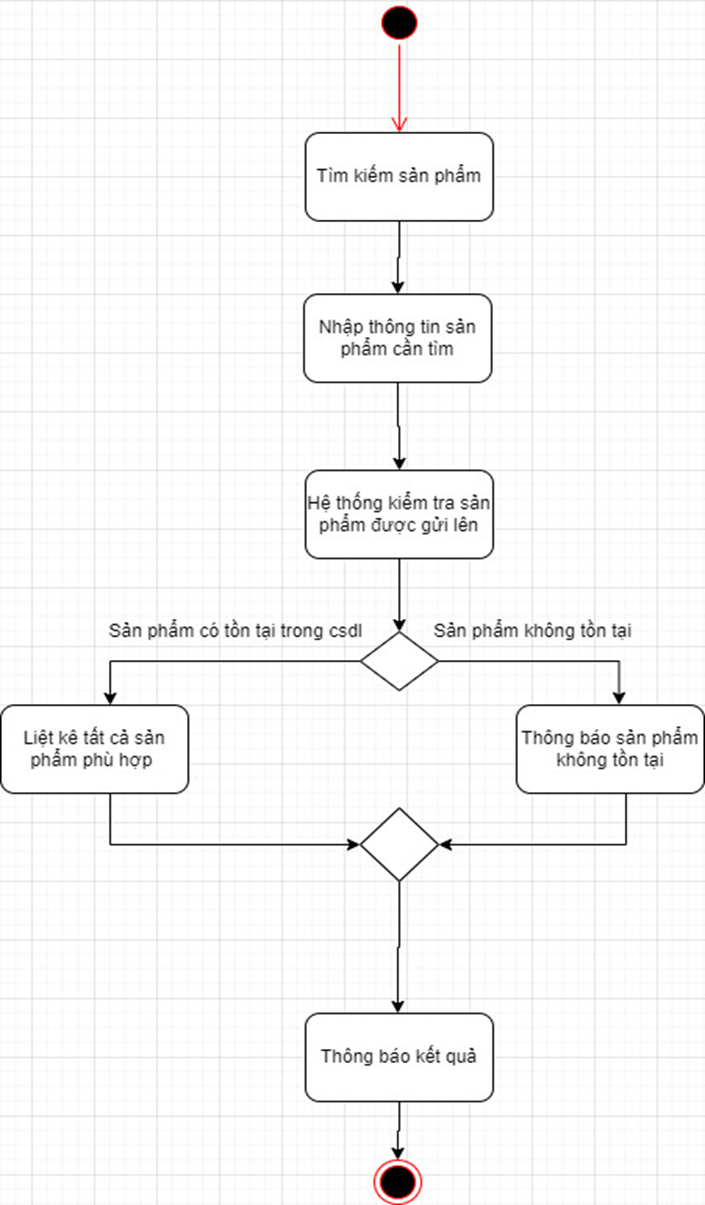 Tìm kiếm sản phẩm
Nhập thông tin sản
phẩm cần tìm
Hệ thống kiểm tra sản
phẩm được gửi lên
Sản phẩm có tồn tại trong csdl
Sản phẩm không tồn tại
Liệt kê tất cả sản
phẩm phù hợp
Thông báo sản phẩm
không tồn tại
Thông báo kết quả